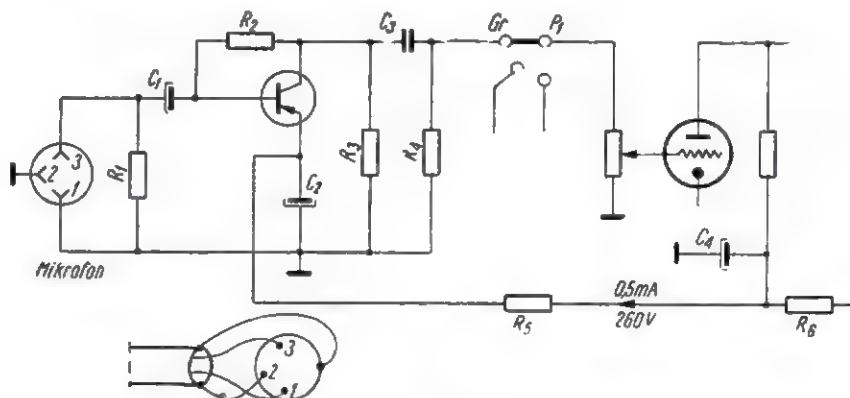 R2
C3
Gr
P1
C1
3
2
1
R1
R3
R4
C2
C4
Mikrofon
0,5mA
260V
R5
R6
3
2
1